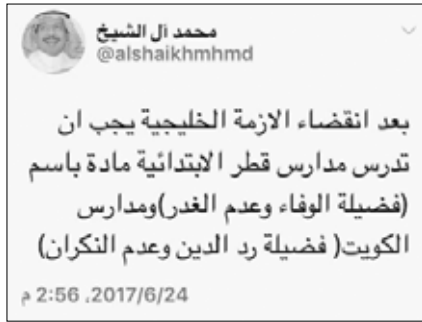 محمد آل الشيخ
@alshaikhmhmd
بعد انقضاء الازمة الخليجية يجب ان
تدرس مدارس قطر الابتدائية مادة باسم
(فضيلة الوفاء وعدم الغدر)ومدارس
الكويت( فضيلة رد الدين وعدم النكران)
2017/6/24، 2:56 م